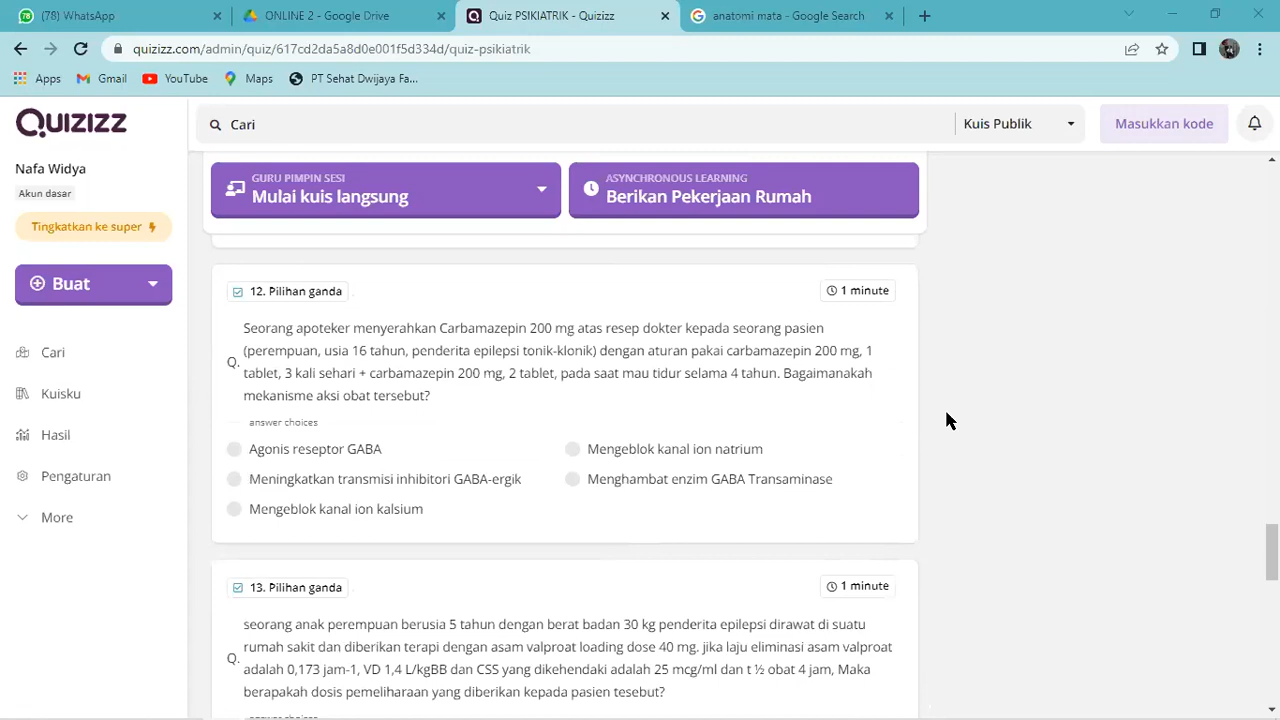 (78) WhatsApp
ONLINE 2 - Google Drive
Quiz PSIKIATRIK - Quizizz
anatomi mata - Google Search
quizizz.com/admin/quiz/617cd2da5a8d0e001f5d334d/quiz-psikiatrik
Apps
Gmail
YouTube
Maps
PT Sehat Dwijaya Fa...
QUIZIZZ
Cari
Kuis Publik
Masukkan kode
Nafa Widya
Akun dasar
Tingkatkan ke super
Buat
Cari
Kuisku
Hasil
Pengaturan
More
GURU PIMPIN SESI
Mulai kuis langsung
ASYNCHRONOUS LEARNING
Berikan Pekerjaan Rumah
12. Pilihan ganda
1 minute
Q.
Seorang apoteker menyerahkan Carbamazepin 200 mg atas resep dokter kepada seorang pasien
(perempuan, usia 16 tahun, penderita epilepsi tonik-klonik) dengan aturan pakai carbamazepin 200 mg, 1
tablet, 3 kali sehari + carbamazepin 200 mg, 2 tablet, pada saat mau tidur selama 4 tahun. Bagaimanakah
mekanisme aksi obat tersebut?
answer choices
Agonis reseptor GABA
Mengeblok kanal ion natrium
Meningkatkan transmisi inhibitori GABA-ergik
Menghambat enzim GABA Transaminase
Mengeblok kanal ion kalsium
13. Pilihan ganda
1 minute
Q.
seorang anak perempuan berusia 5 tahun dengan berat badan 30 kg penderita epilepsi dirawat di suatu
rumah sakit dan diberikan terapi dengan asam valproat loading dose 40 mg. jika laju eliminasi asam valproat
adalah 0,173 jam-1, VD 1,4 L/kgBB dan CSS yang dikehendaki adalah 25 mcg/ml dan t ½ obat 4 jam, Maka
berapakah dosis pemeliharaan yang diberikan kepada pasien tesebut?
answer choices